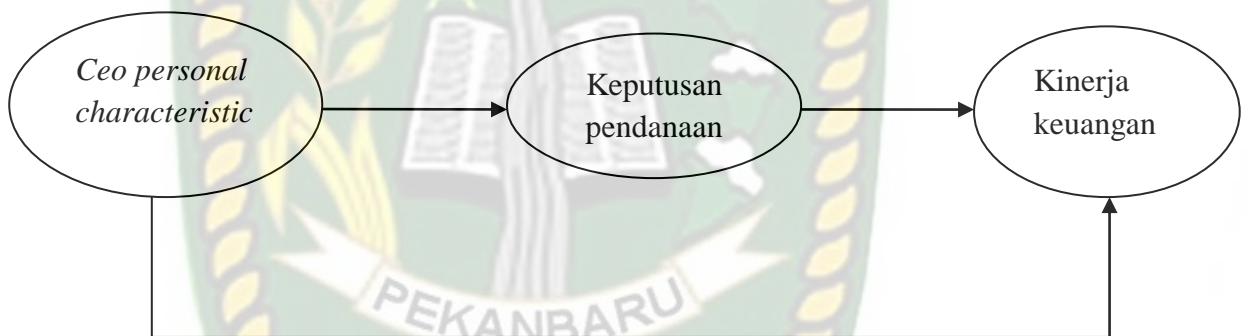 Ceo personal
characteristic
Keputusan
pendanaan
Kinerja
keuangan
PEKANBARU